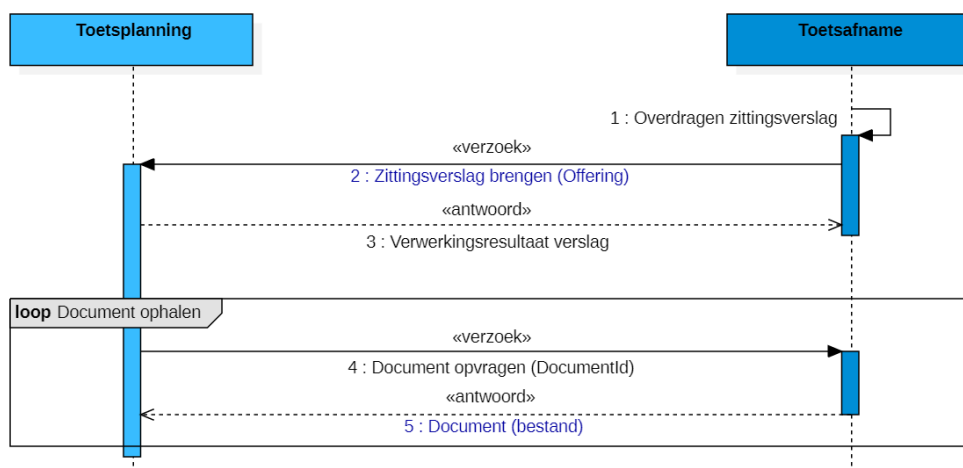 Toetsplanning
Toetsafname
1 : Overdragen zittingsverslag
«verzoek»
2 : Zittingsverslag brengen (Offering)
«antwoord»
3 : Verwerkingsresultaat verslag
loop Document ophalen
«verzoek»
4 : Document opvragen (DocumentId)
«antwoord»
5 : Document (bestand)